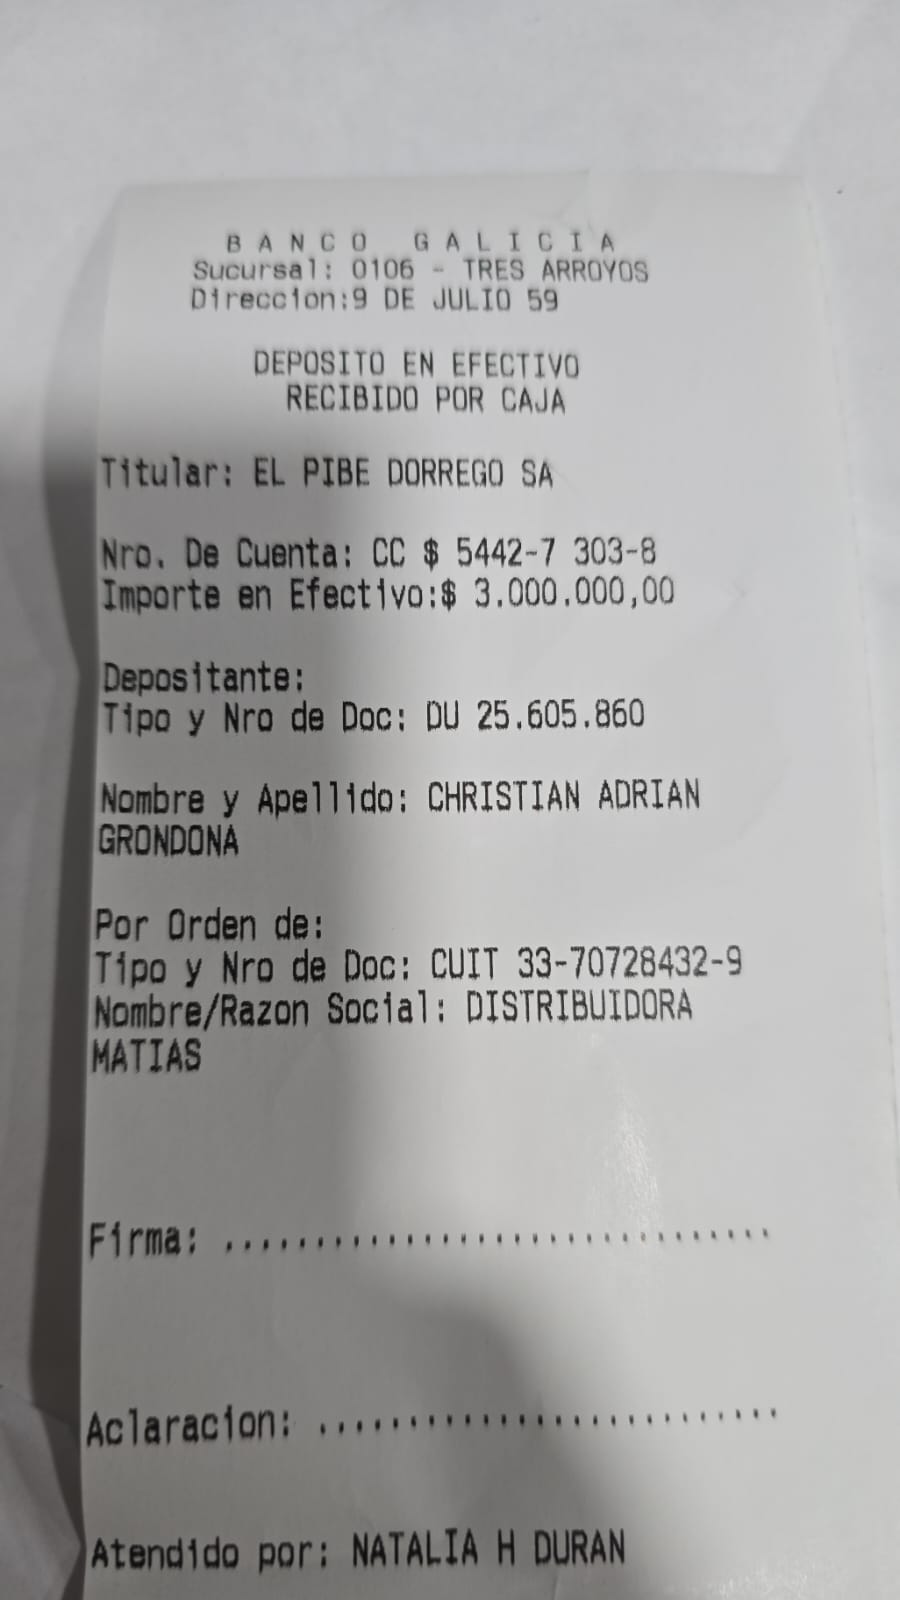 BANCO GALICIA
Sucursal: 0106 - TRES ARROYOS
Direccion:9 DE JULIO 59
DEPOSITO EN EFECTIVO
RECIBIDO POR CAJA
Titular: EL PIBE DORREGO SA
Nro. De Cuenta: CC $ 5442-7 303-8
Importe en Efectivo:$ 3.000.000,00
Depositante:
Tipo y Nro de Doc: DU 25.605.860
Nombre y Apellido: CHRISTIAN ADRIAN
GRONDONA
Por Orden de:
Tipo y Nro de Doc: CUIT 33-70728432-9
Nombre/Razon Social: DISTRIBUIDORA
MATIAS
Firma: ...............................
Aclaracion: ..........................
Atendido por: NATALIA H DURAN